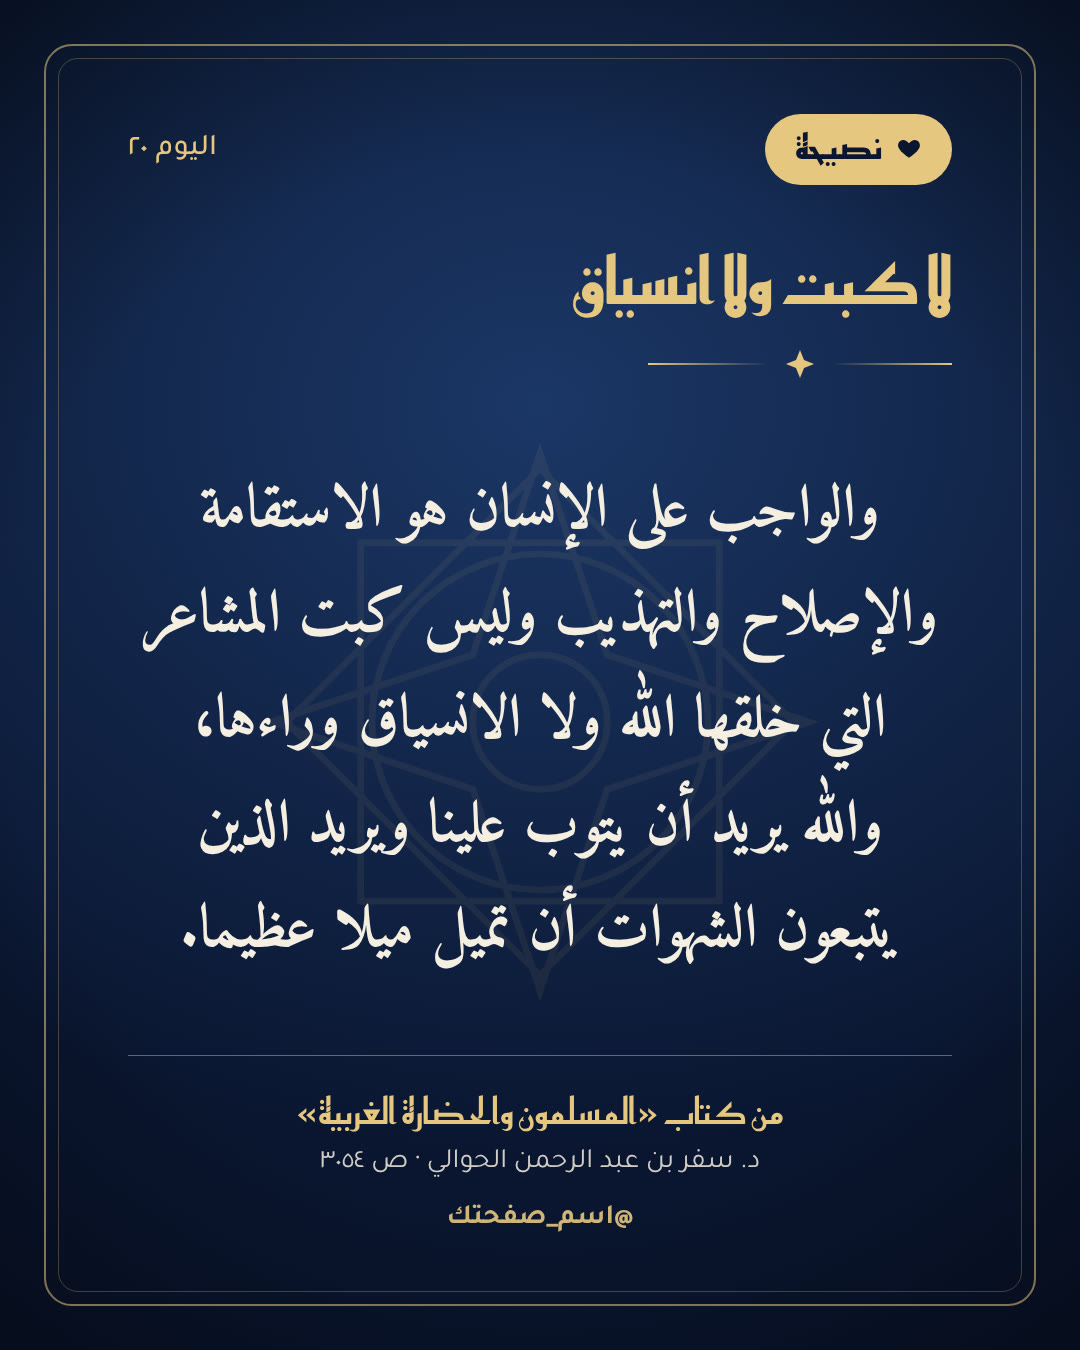 نصيحة
اليوم ٢٠
لا كبت ولا انسياق
والواجب على الإنسان هو الاستقامة
والإصلاح والتهذيب وليس كبت المشاعر
التي خلقها الله ولا الانسياق وراءها،
والله يريد أن يتوب علينا ويريد الذين
يتبعون الشهوات أن تميل ميلا عظيما.
من كتاب «المسلمون والحضارة الغربية»
د. سفر بن عبد الرحمن الحوالي · ص ٣٠٥٤
@اسم_صفحتك